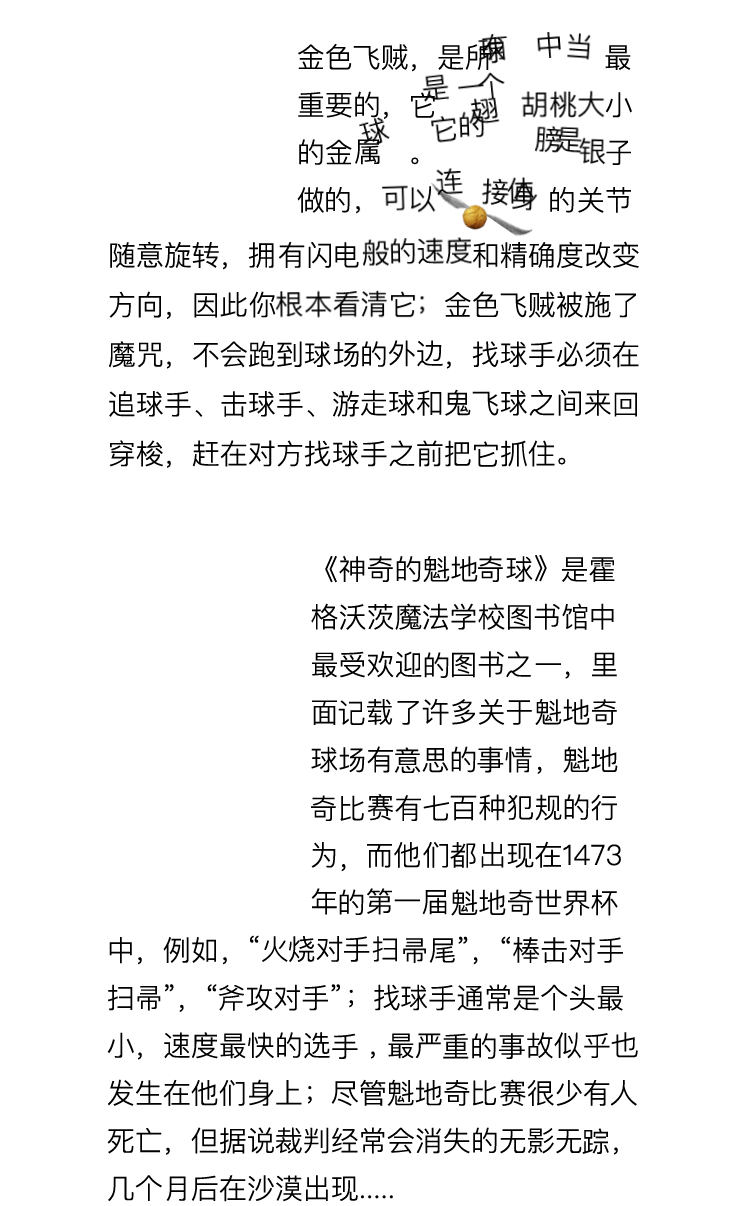 金色飞贼，是所有球中当最
重要的，它是一个胡桃大小
的金属球。它的翅膀是银子
做的，可以连接身体的关节
随意旋转，拥有闪电般的速度和精确度改变
方向，因此你根本看清它；金色飞贼被施了
魔咒，不会跑到球场的外边，找球手必须在
追球手、击球手、游走球和鬼飞球之间来回
穿梭，赶在对方找球手之前把它抓住。
《神奇的魁地奇球》是霍
格沃茨魔法学校图书馆中
最受欢迎的图书之一，里
面记载了许多关于魁地奇
球场有意思的事情，魁地
奇比赛有七百种犯规的行
为，而他们都出现在1473
年的第一届魁地奇世界杯
中，例如，“火烧对手扫帚尾”，“棒击对手
扫帚”，“斧攻对手”；找球手通常是个头最
小，速度最快的选手，最严重的事故似乎也
发生在他们身上；尽管魁地奇比赛很少有人
死亡，但据说裁判经常会消失的无影无踪，
几个月后在沙漠出现.....